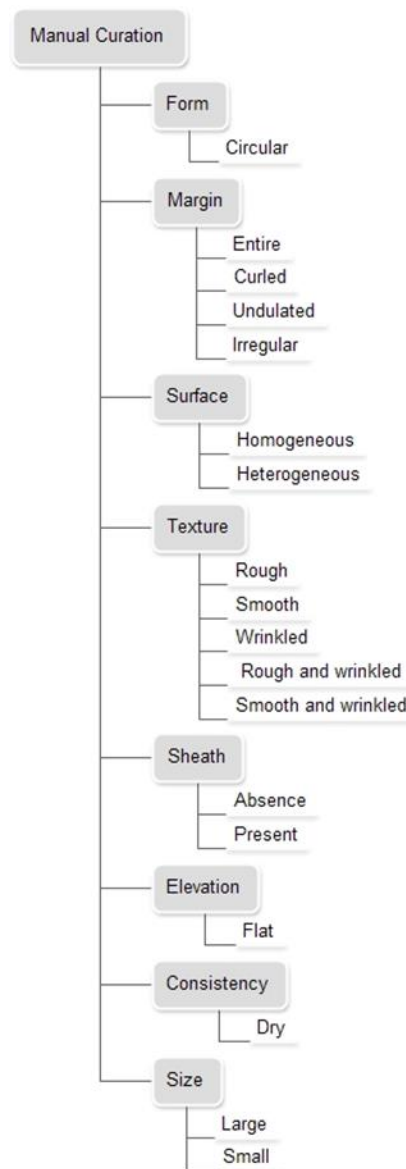 Manual Curation
Form
Circular
Margin
Entire
Curled
Undulated
Irregular
Surface
Homogeneous
Heterogeneous
Texture
Rough
Smooth
Wrinkled
Rough and wrinkled
Smooth and wrinkled
Sheath
Absence
Present
Elevation
Flat
Consistency
Dry
Size
Large
Small